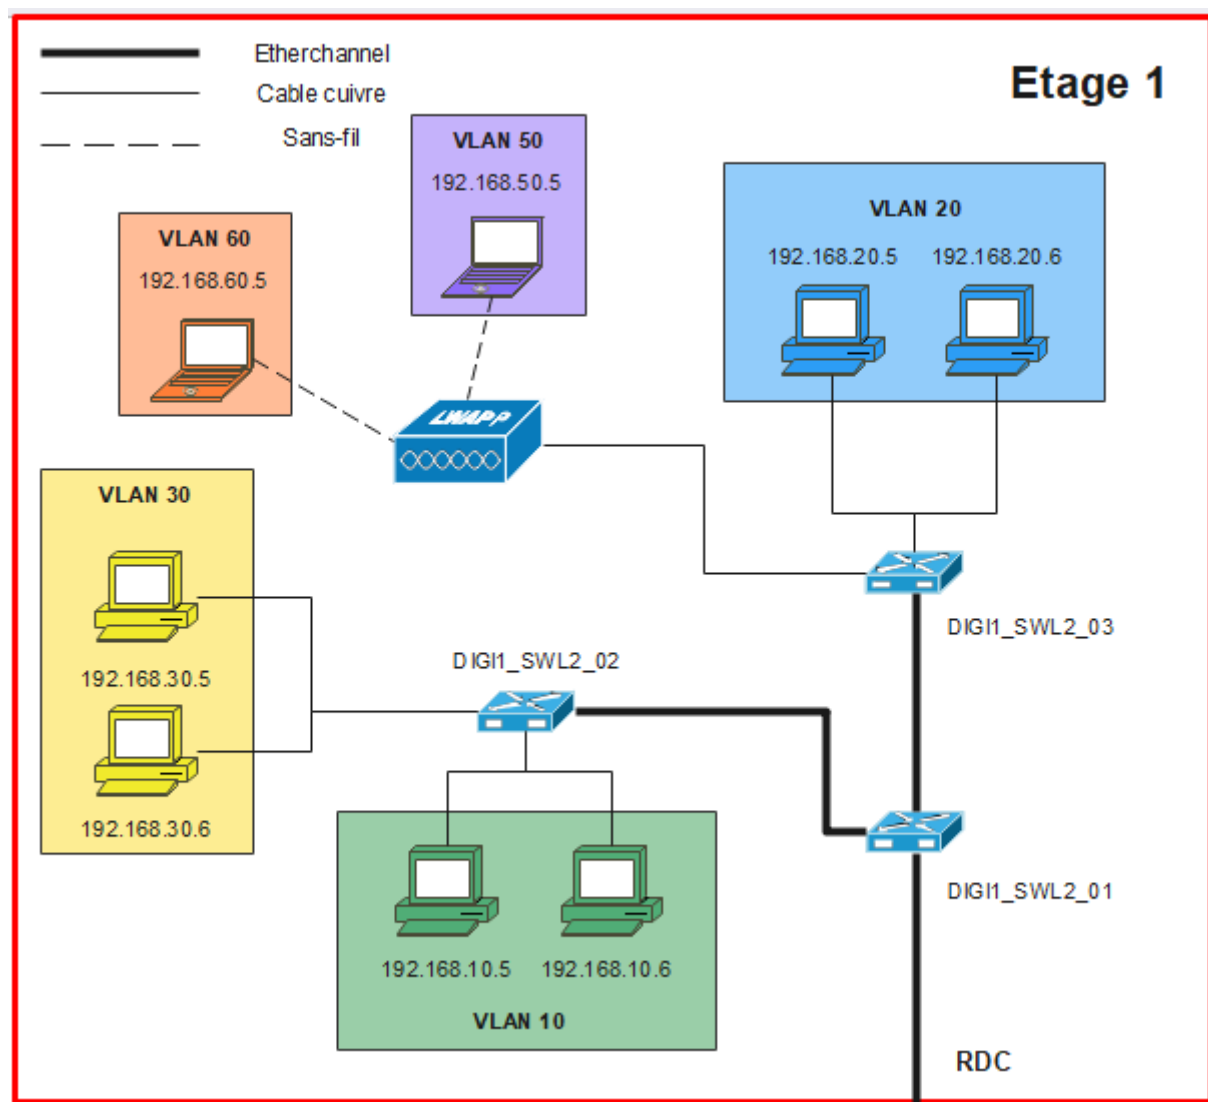 Etherchannel
Cable cuivre
Sans-fil
Etage 1
VLAN 50
192.168.50.5
VLAN 20
192.168.20.5
192.168.20.6
VLAN 60
192.168.60.5
LWAPP
VLAN 30
192.168.30.5
192.168.30.6
DIGI1_SWL2_03
DIGI1_SWL2_02
DIGI1_SWL2_01
192.168.10.5
192.168.10.6
VLAN 10
RDC